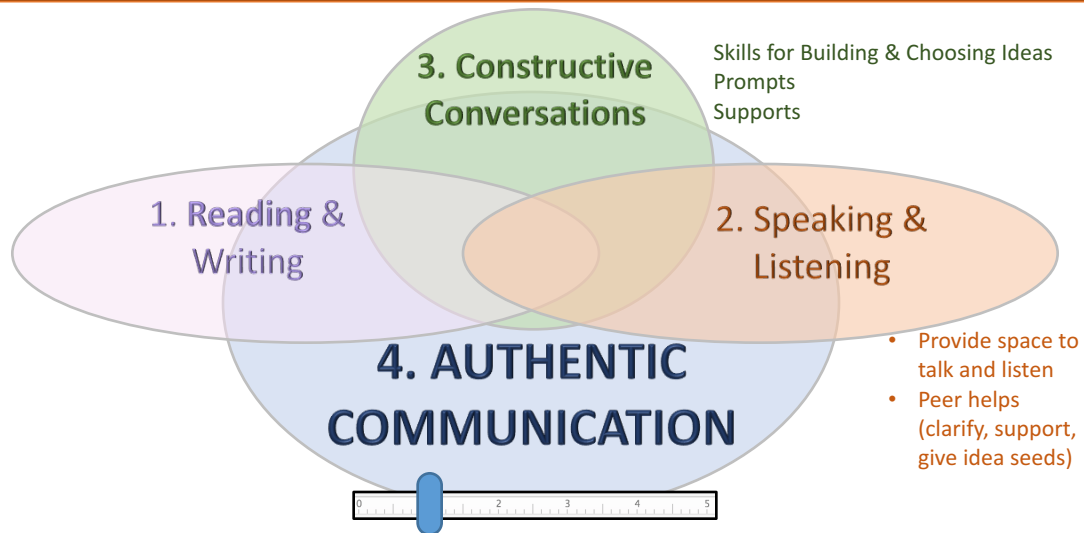 3. Constructive
Conversations
Skills for Building & Choosing Ideas
Prompts
Supports
1. Reading &
Writing
2. Speaking &
Listening
4. AUTHENTIC
COMMUNICATION
• Provide space to
talk and listen
• Peer helps
(clarify, support,
give idea seeds)
0 2 3 4 5